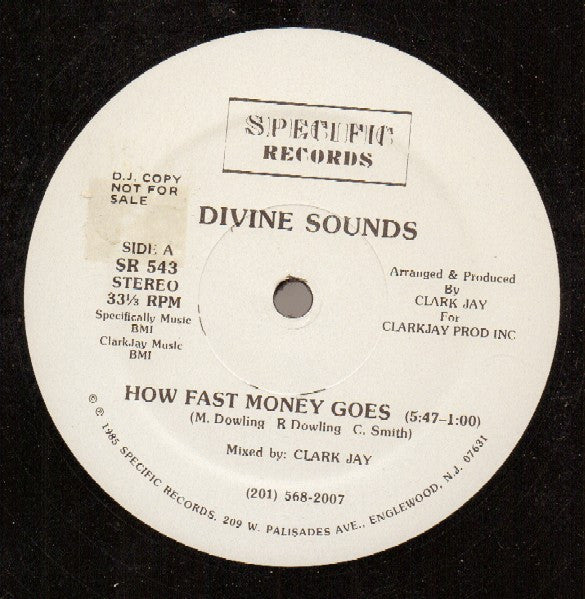 SPECIFIC
RECORDS
D.J. COPY
NOT FOR
SALE
DIVINE SOUNDS
SIDE A
SR 543
STEREO
33⅓ RPM
Specifically Music
BMI
ClarkJay Music
BMI
Arranged & Produced
By
CLARK JAY
For
CLARKJAY PROD INC
HOW FAST MONEY GOES (5:47-1:00)
(M. Dowling R Dowling C. Smith)
Mixed by: CLARK JAY
(201) 568-2007
® ℗ 1985 SPECIFIC RECORDS. 209 W. PALISADES AVE., ENGLEWOOD, N.J. 07631